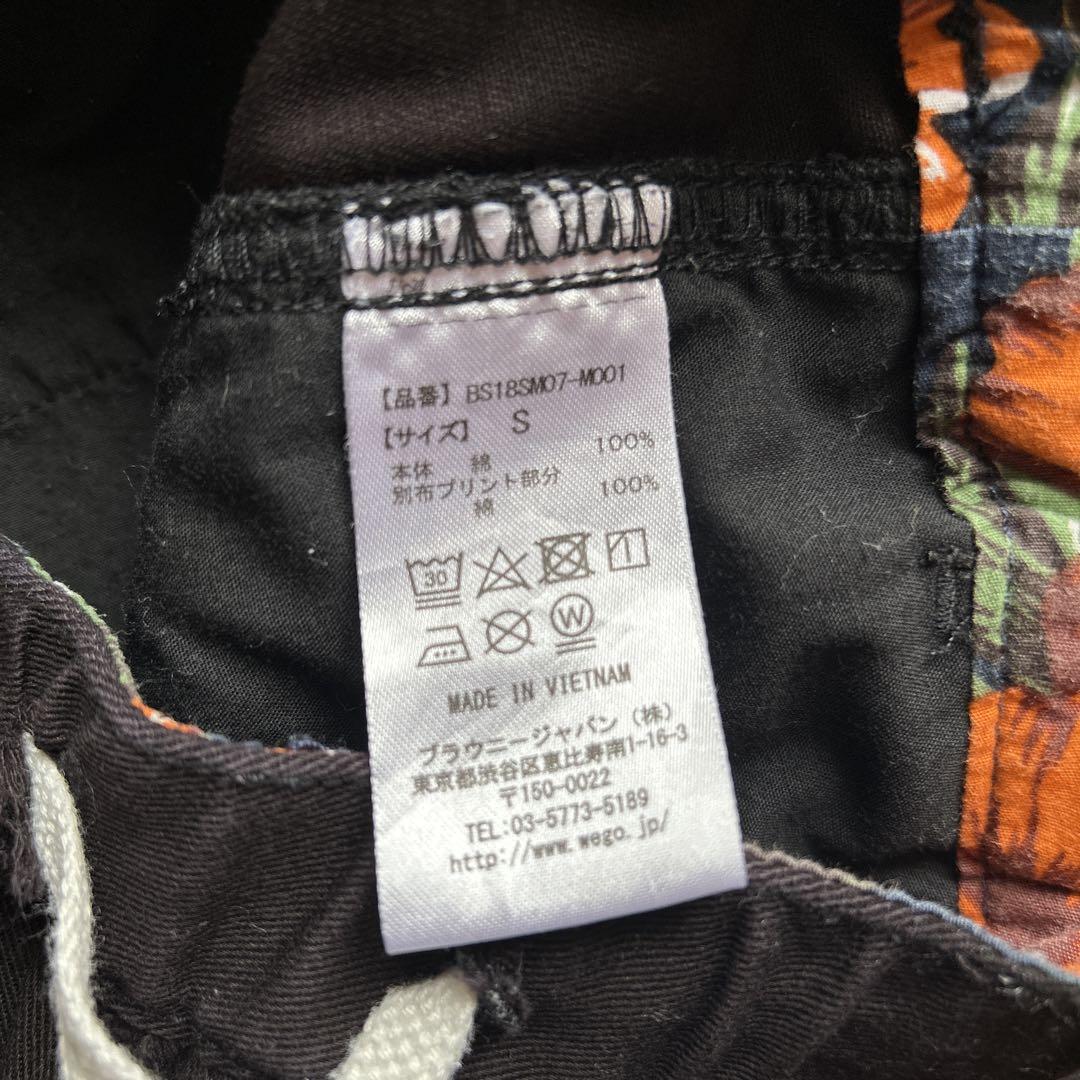 【品番】 BS18SM07-M001
【サイズ】 S
本体 綿 100%
別布プリント部分
綿 100%
30
W
MADE IN VIETNAM
ブラウニージャパン (株)
東京都渋谷区恵比寿南1-16-3
〒150-0022
TEL:03-5773-5189
http://www.wego.jp/